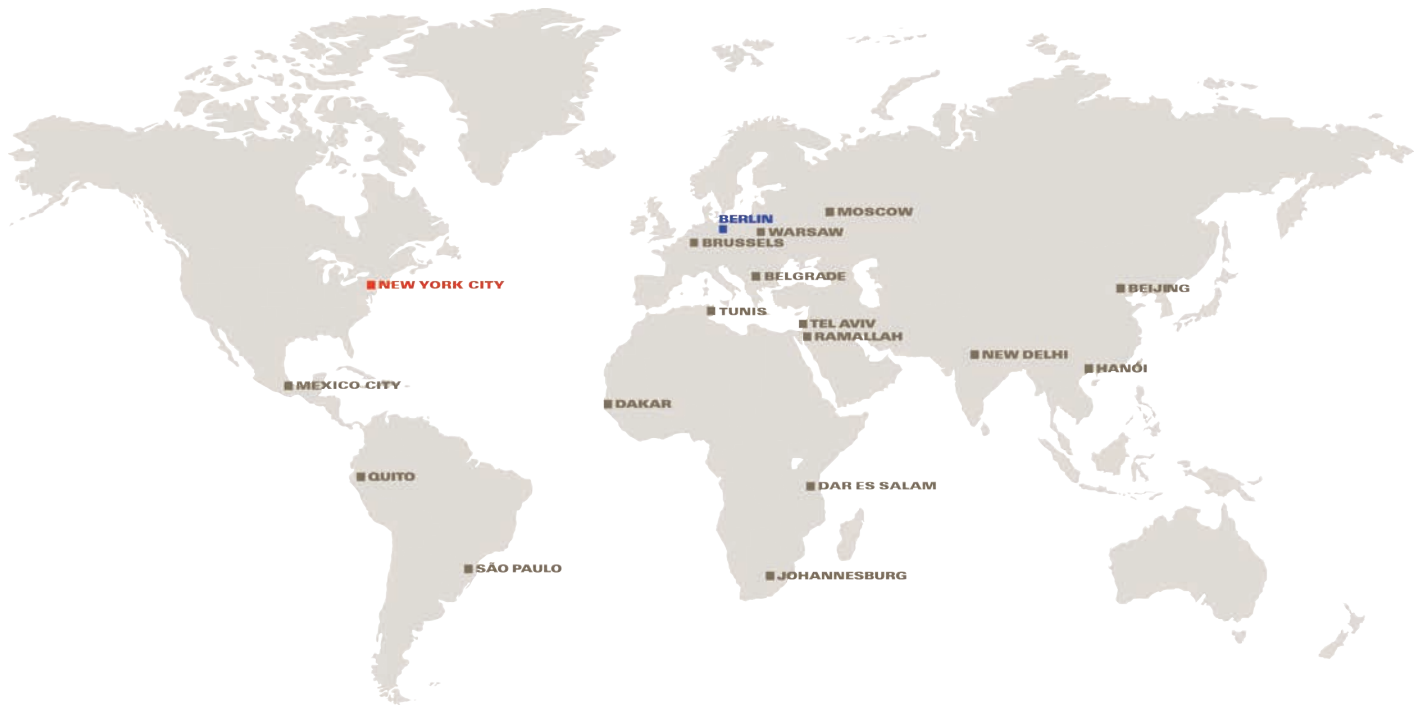 MOSCOW
BERLIN
WARSAW
BRUSSELS
BELGRADE
NEW YORK CITY
BEIJING
TUNIS
TEL AVIV
RAMALLAH
NEW DELHI
HANÓI
MEXICO CITY
DAKAR
QUITO
DAR ES SALAM
SÃO PAULO
JOHANNESBURG